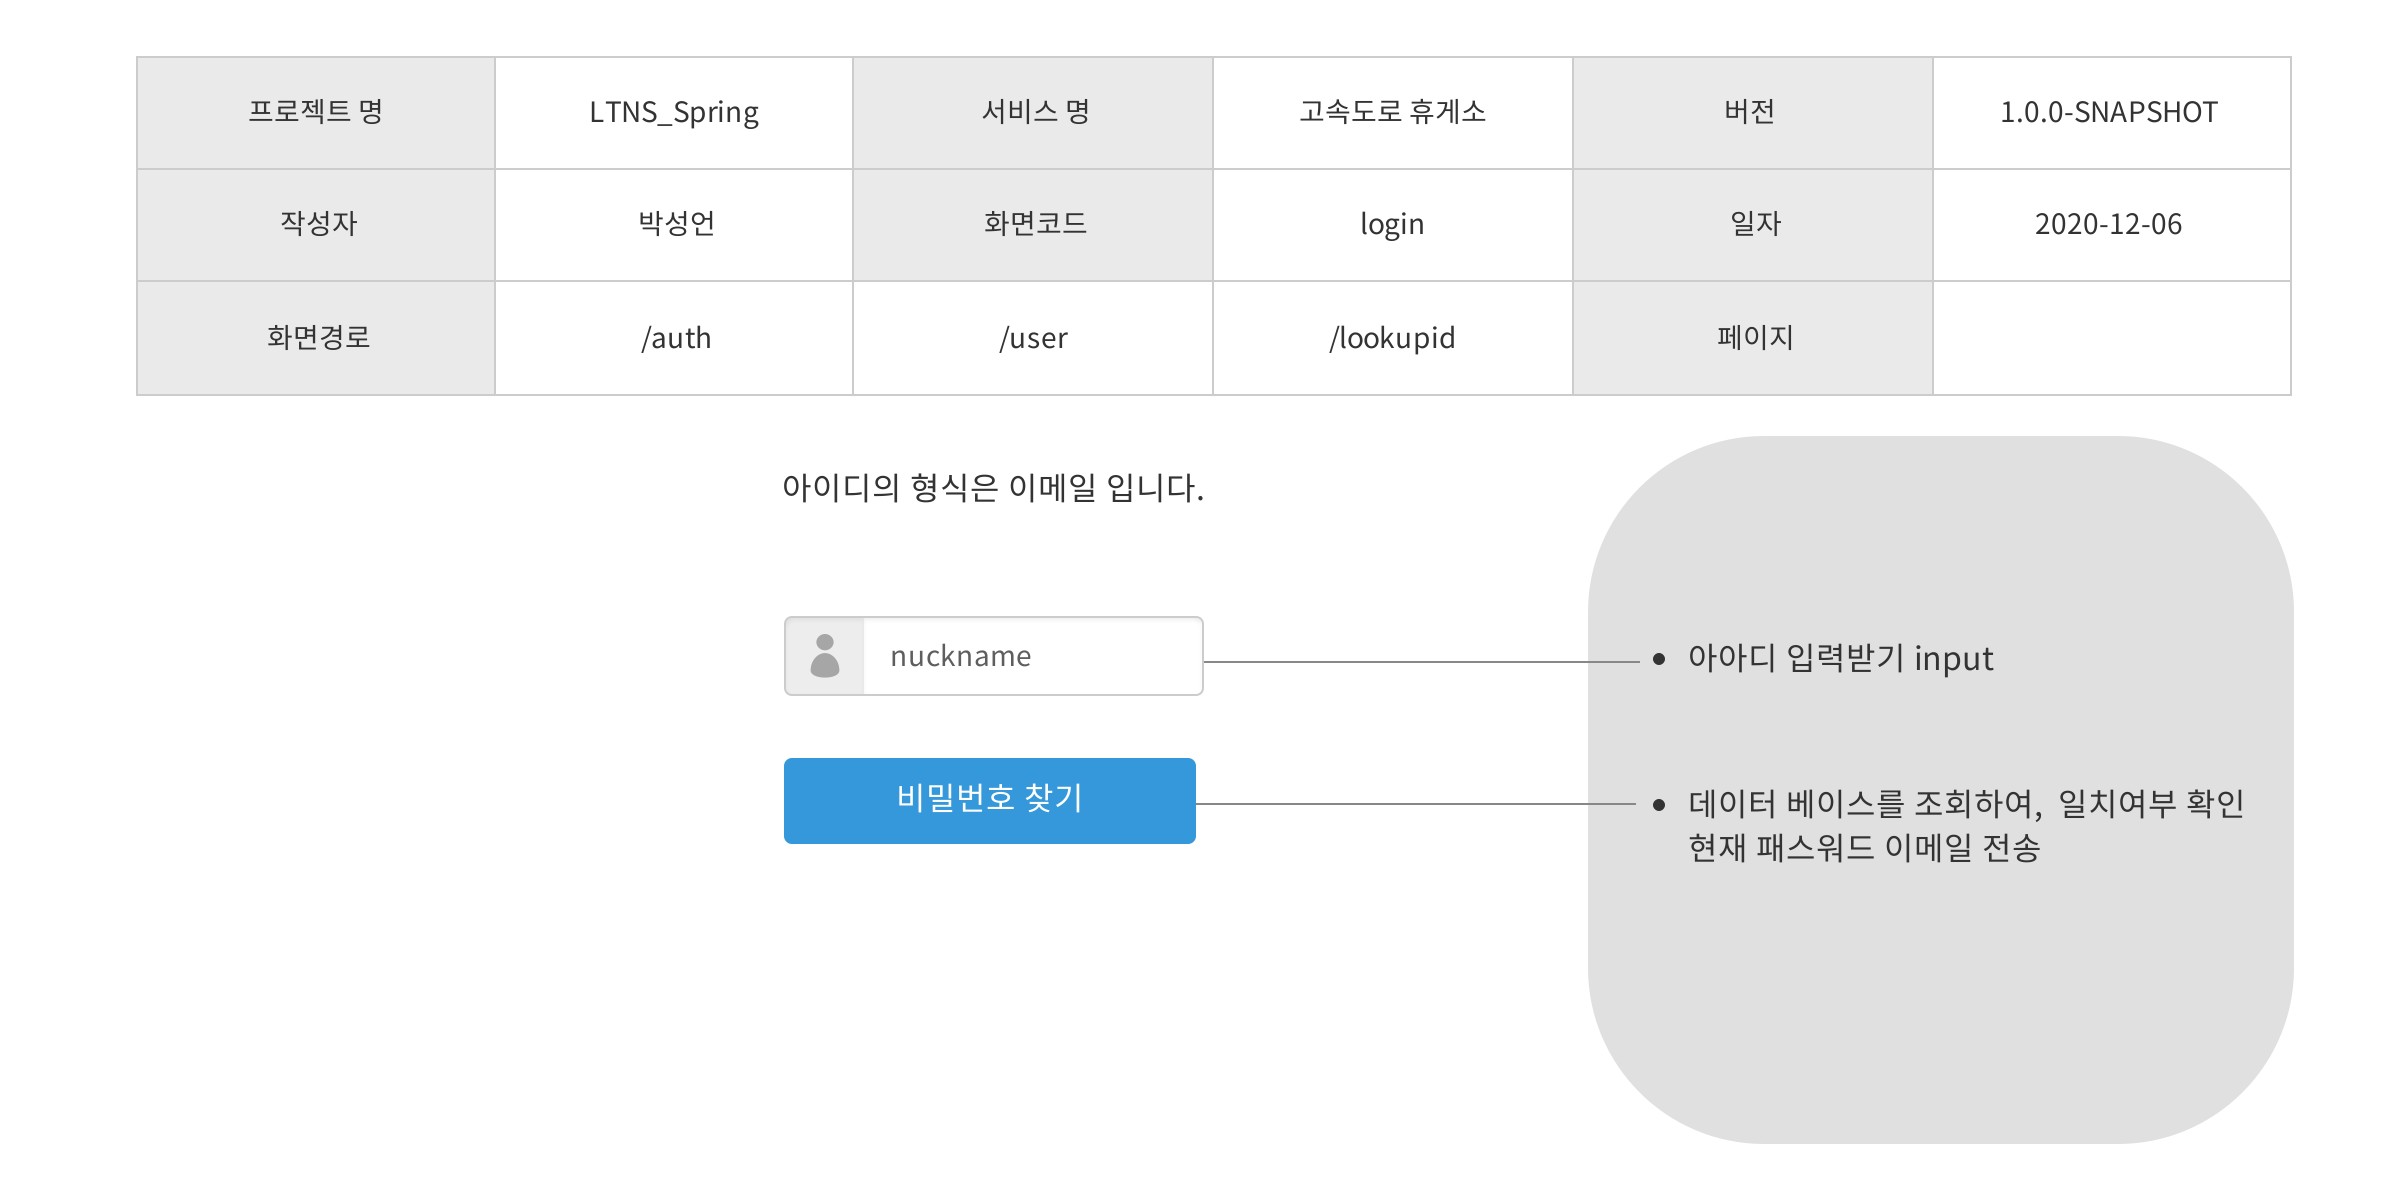 프로젝트 명 LTNS_Spring 서비스 명 고속도로 휴게소 버전 1.0.0-SNAPSHOT
작성자 박성언 화면코드 login 일자 2020-12-06
화면경로 /auth /user /lookupid 페이지
아이디의 형식은 이메일 입니다.
nuckname
아아디 입력받기 input
비밀번호 찾기
데이터 베이스를 조회하여, 일치여부 확인
현재 패스워드 이메일 전송